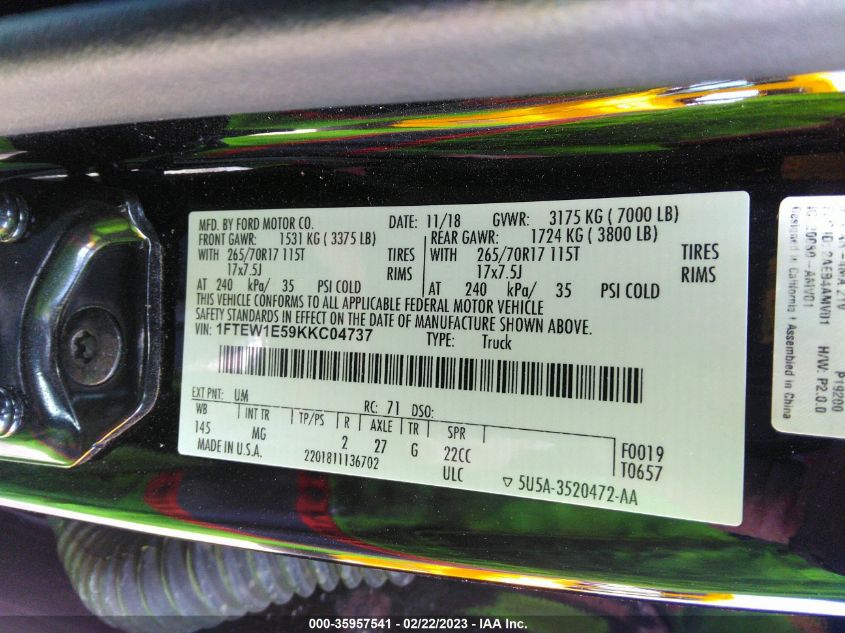 MFD. BY FORD MOTOR CO. DATE: 11/18 GVWR: 3175 KG ( 7000 LB)
FRONT GAWR: 1531 KG ( 3375 LB) REAR GAWR: 1724 KG ( 3800 LB)
WITH 265/70R17 115T TIRES WITH 265/70R17 115T TIRES
17x7.5J RIMS 17x7.5J RIMS
AT 240 kPa/ 35 PSI COLD AT 240 kPa/ 35 PSI COLD
THIS VEHICLE CONFORMS TO ALL APPLICABLE FEDERAL MOTOR VEHICLE
SAFETY STANDARDS IN EFFECT ON THE DATE OF MANUFACTURE SHOWN ABOVE.
VIN: 1FTEW1E59KKC04737 TYPE: Truck
EXT PNT: UM RC: 71 DSO:
WB INT TR TP/PS R AXLE TR SPR
145 MG 2 27 G 22CC F0019
MADE IN U.S.A. 2201811136702 ULC T0657
▽ 5U5A-3520472-AA
P19200
H/W: P2.0.0
Designed in California | Assembled in China
000-35957541 - 02/22/2023 - IAA Inc.